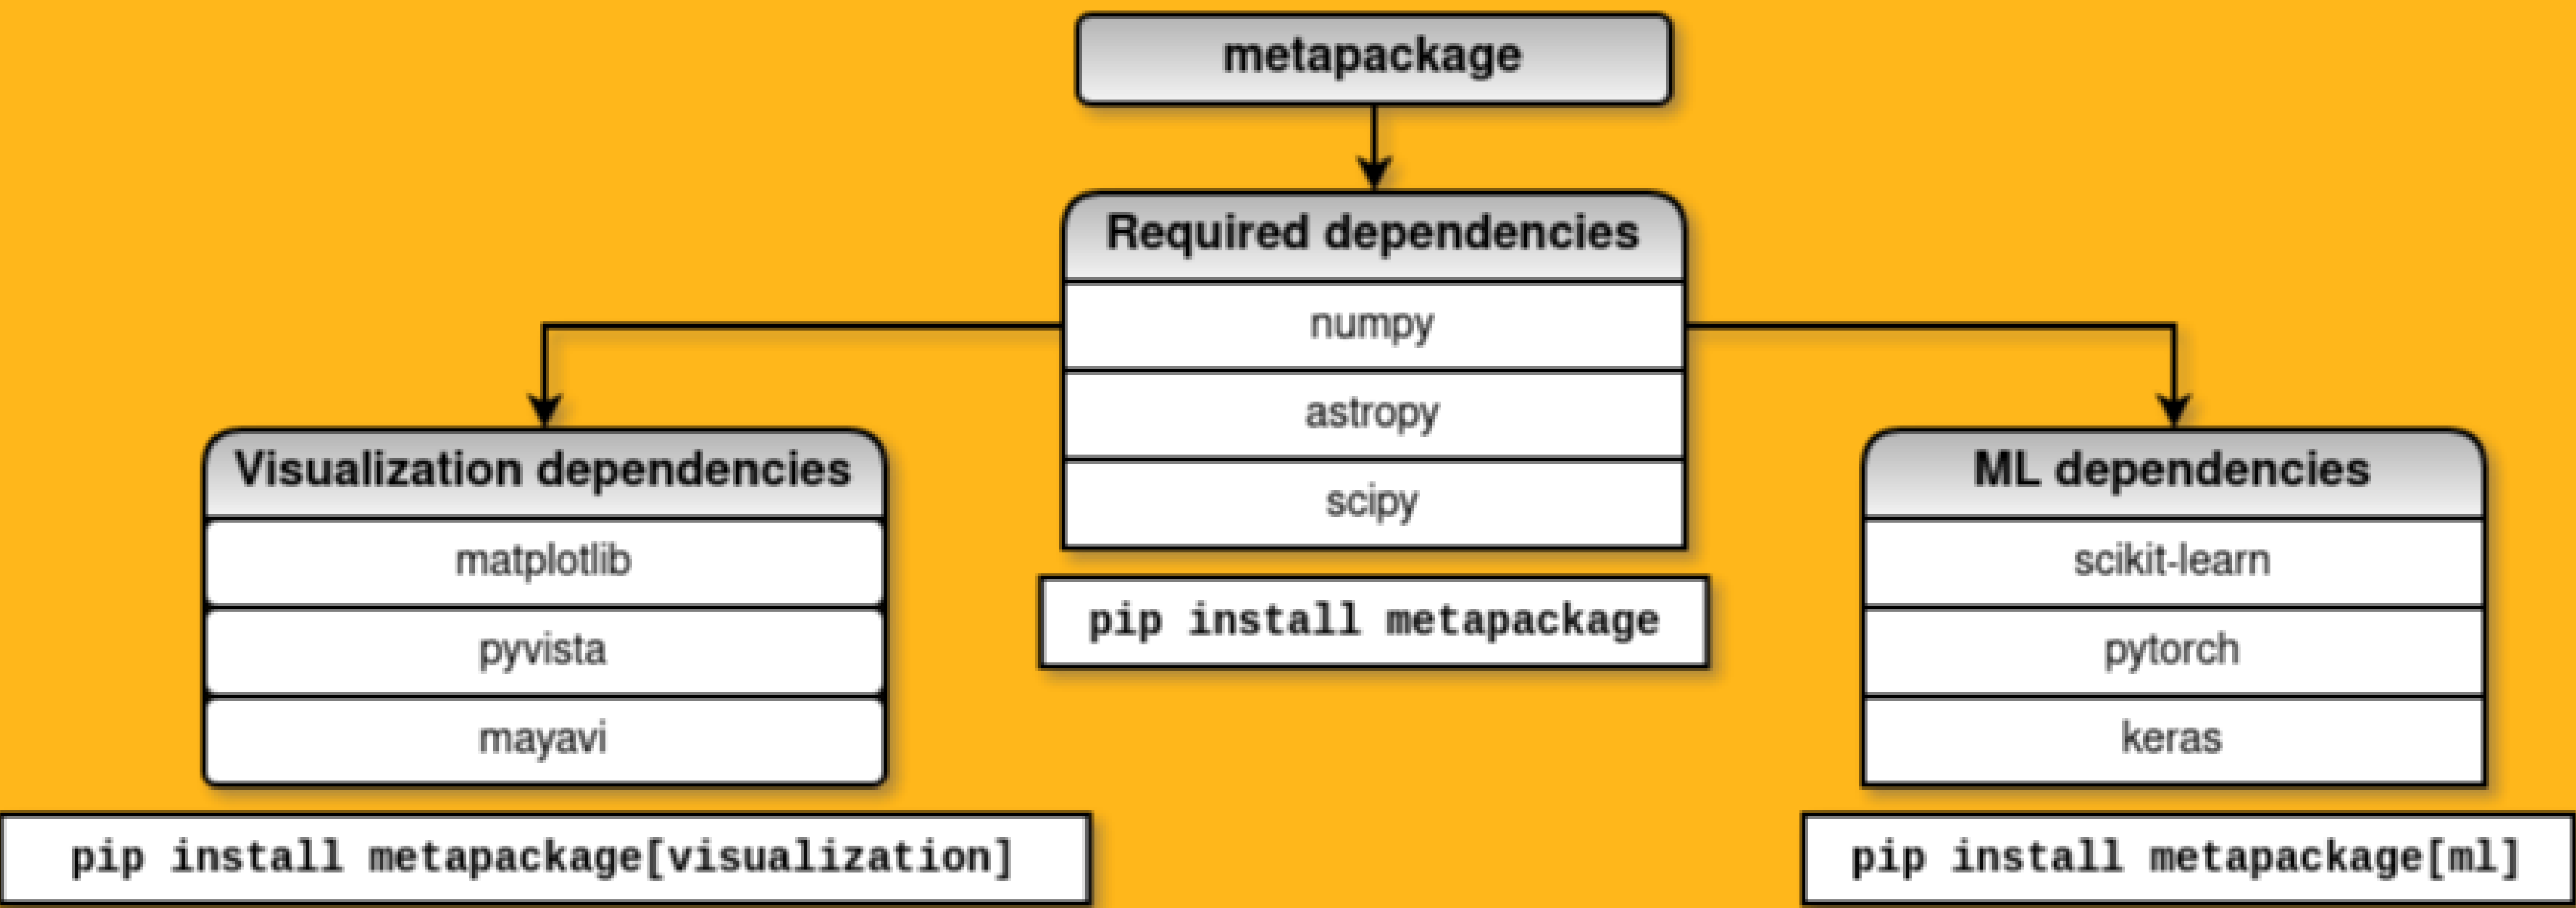 metapackage
Required dependencies
numpy
astropy
scipy
pip install metapackage
Visualization dependencies
matplotlib
pyvista
mayavi
pip install metapackage[visualization]
ML dependencies
scikit-learn
pytorch
keras
pip install metapackage[ml]